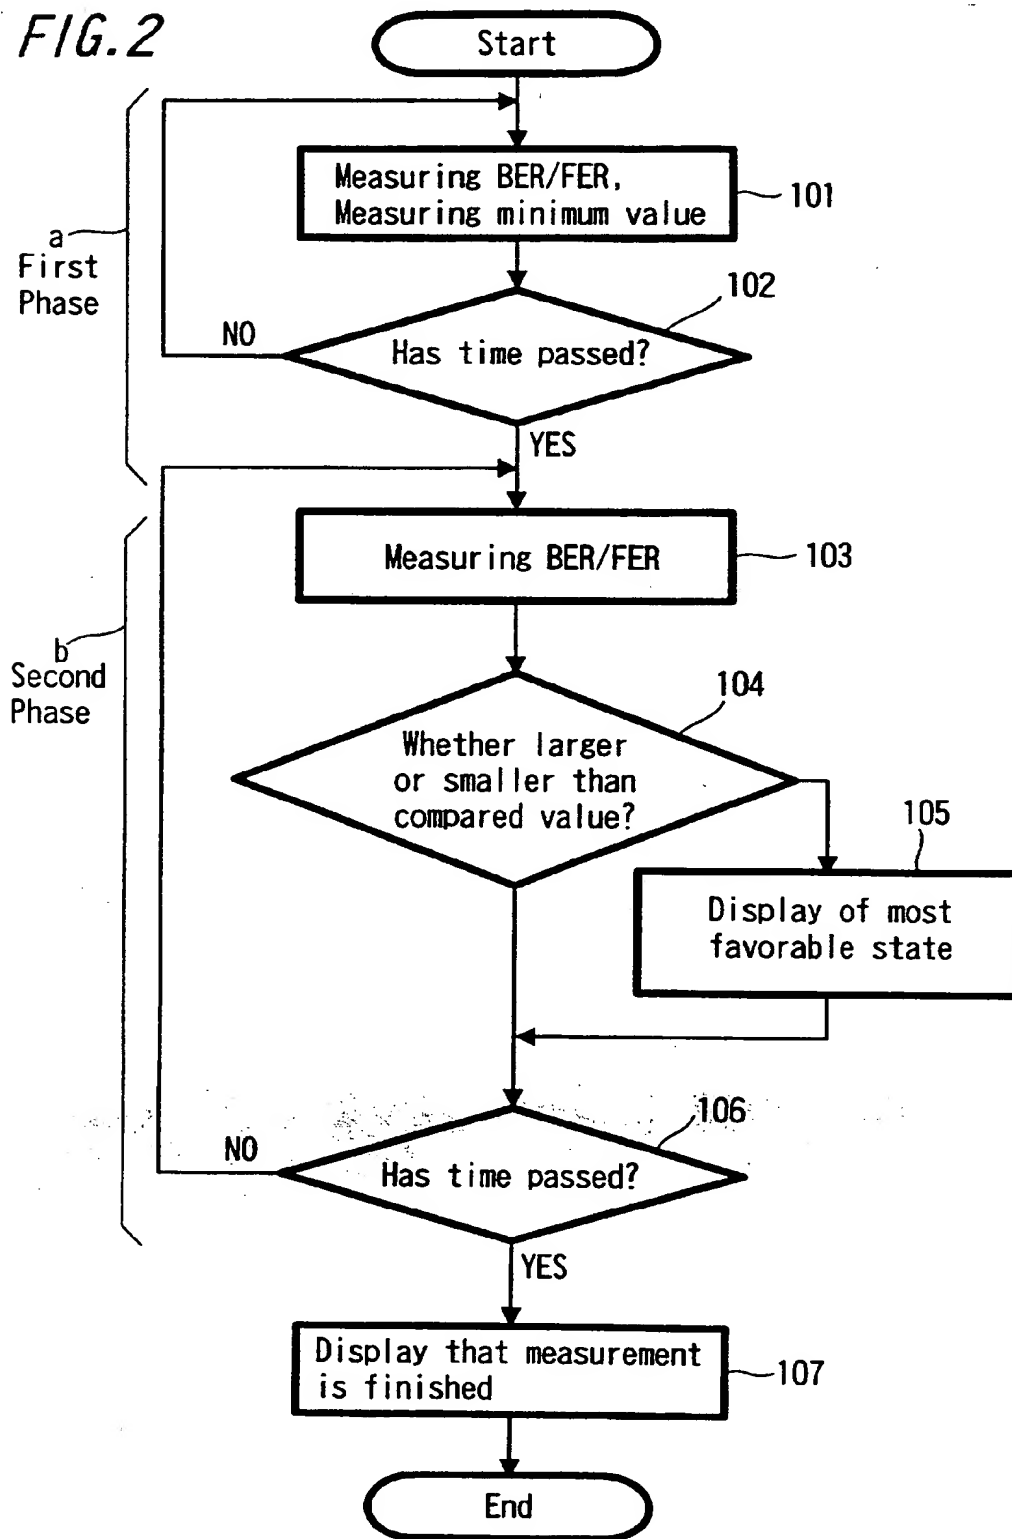 FIG.2
Start
Measuring BER/FER,
Measuring minimum value
101
a
First
Phase
102
Has time passed?
NO
YES
Measuring BER/FER
103
b
Second
Phase
104
Whether larger
or smaller than
compared value?
105
Display of most
favorable state
106
Has time passed?
NO
YES
Display that measurement
is finished
107
End